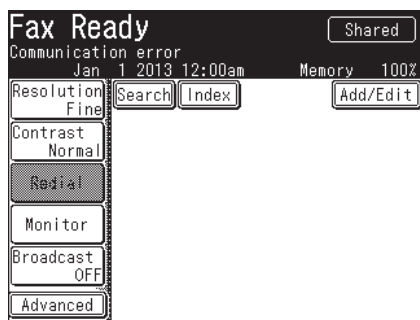 Fax Ready
Shared
Communication error
Jan 1 2013 12:00am Memory 100%
Resolution
Fine
Search Index Add/Edit
Contrast
Normal
Redial
Monitor
Broadcast
OFF
Advanced